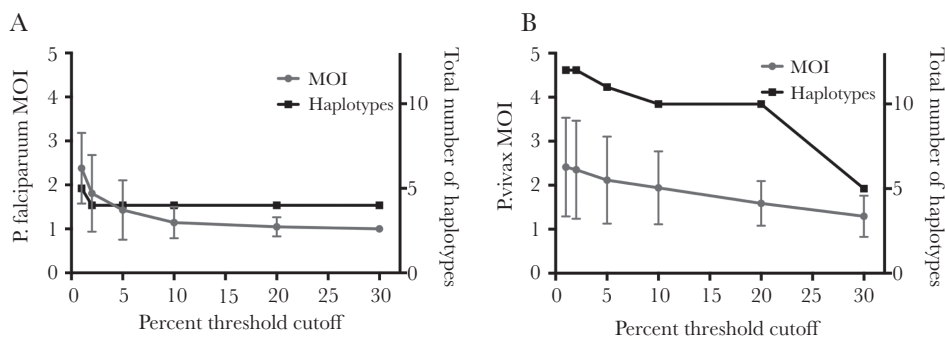 A
P. falciparuum MOI
5
4
3
2
1
0
0 5 10 15 20 25 30
Percent threshold cutoff
10
5
0
Total number of haplotypes
MOI
Haplotypes
B
P.vivax MOI
5
4
3
2
1
0
0 5 10 15 20 25 30
Percent threshold cutoff
10
5
0
Total number of haplotypes
MOI
Haplotypes